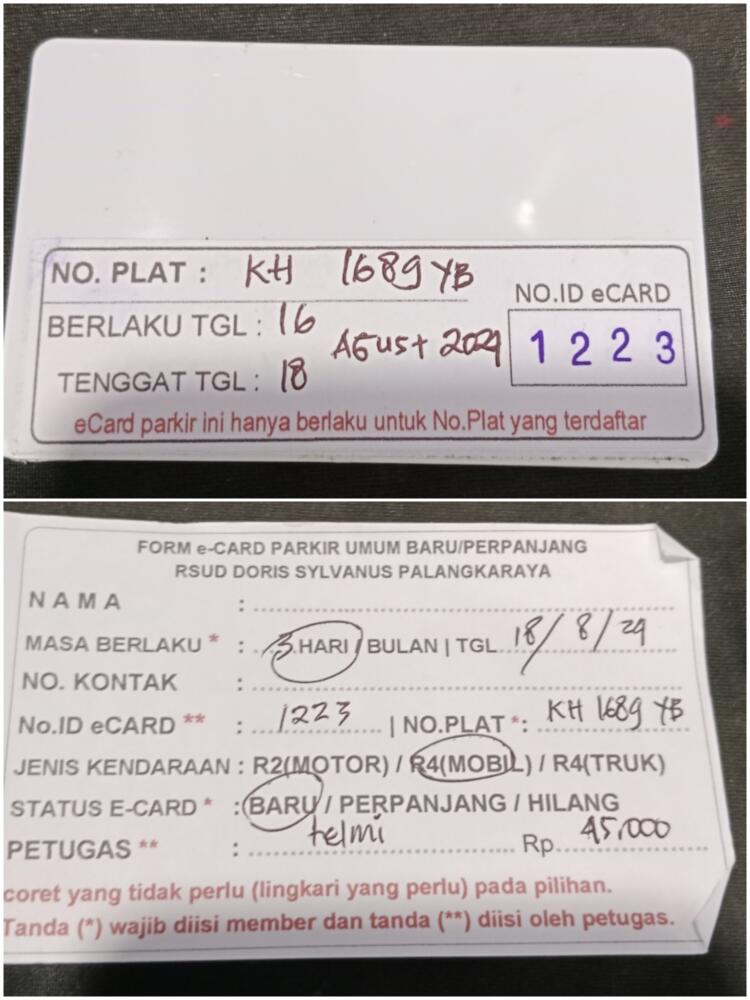 NO. PLAT : KH 1689 YB
NO.ID eCARD
BERLAKU TGL : 16
Agust 2024
1 2 2 3
TENGGAT TGL : 18
eCard parkir ini hanya berlaku untuk No.Plat yang terdaftar
FORM e-CARD PARKIR UMUM BARU/PERPANJANG
RSUD DORIS SYLVANUS PALANGKARAYA
N A M A :
MASA BERLAKU * : 3 HARI / BULAN | TGL 18/8/24
NO. KONTAK :
No.ID eCARD ** : 1223 | NO.PLAT *: KH 1689 YB
JENIS KENDARAAN : R2(MOTOR) / R4(MOBIL) / R4(TRUK)
STATUS E-CARD * : BARU / PERPANJANG / HILANG
PETUGAS ** : helmi Rp. 45.000
coret yang tidak perlu (lingkari yang perlu) pada pilihan.
Tanda (*) wajib diisi member dan tanda (**) diisi oleh petugas.